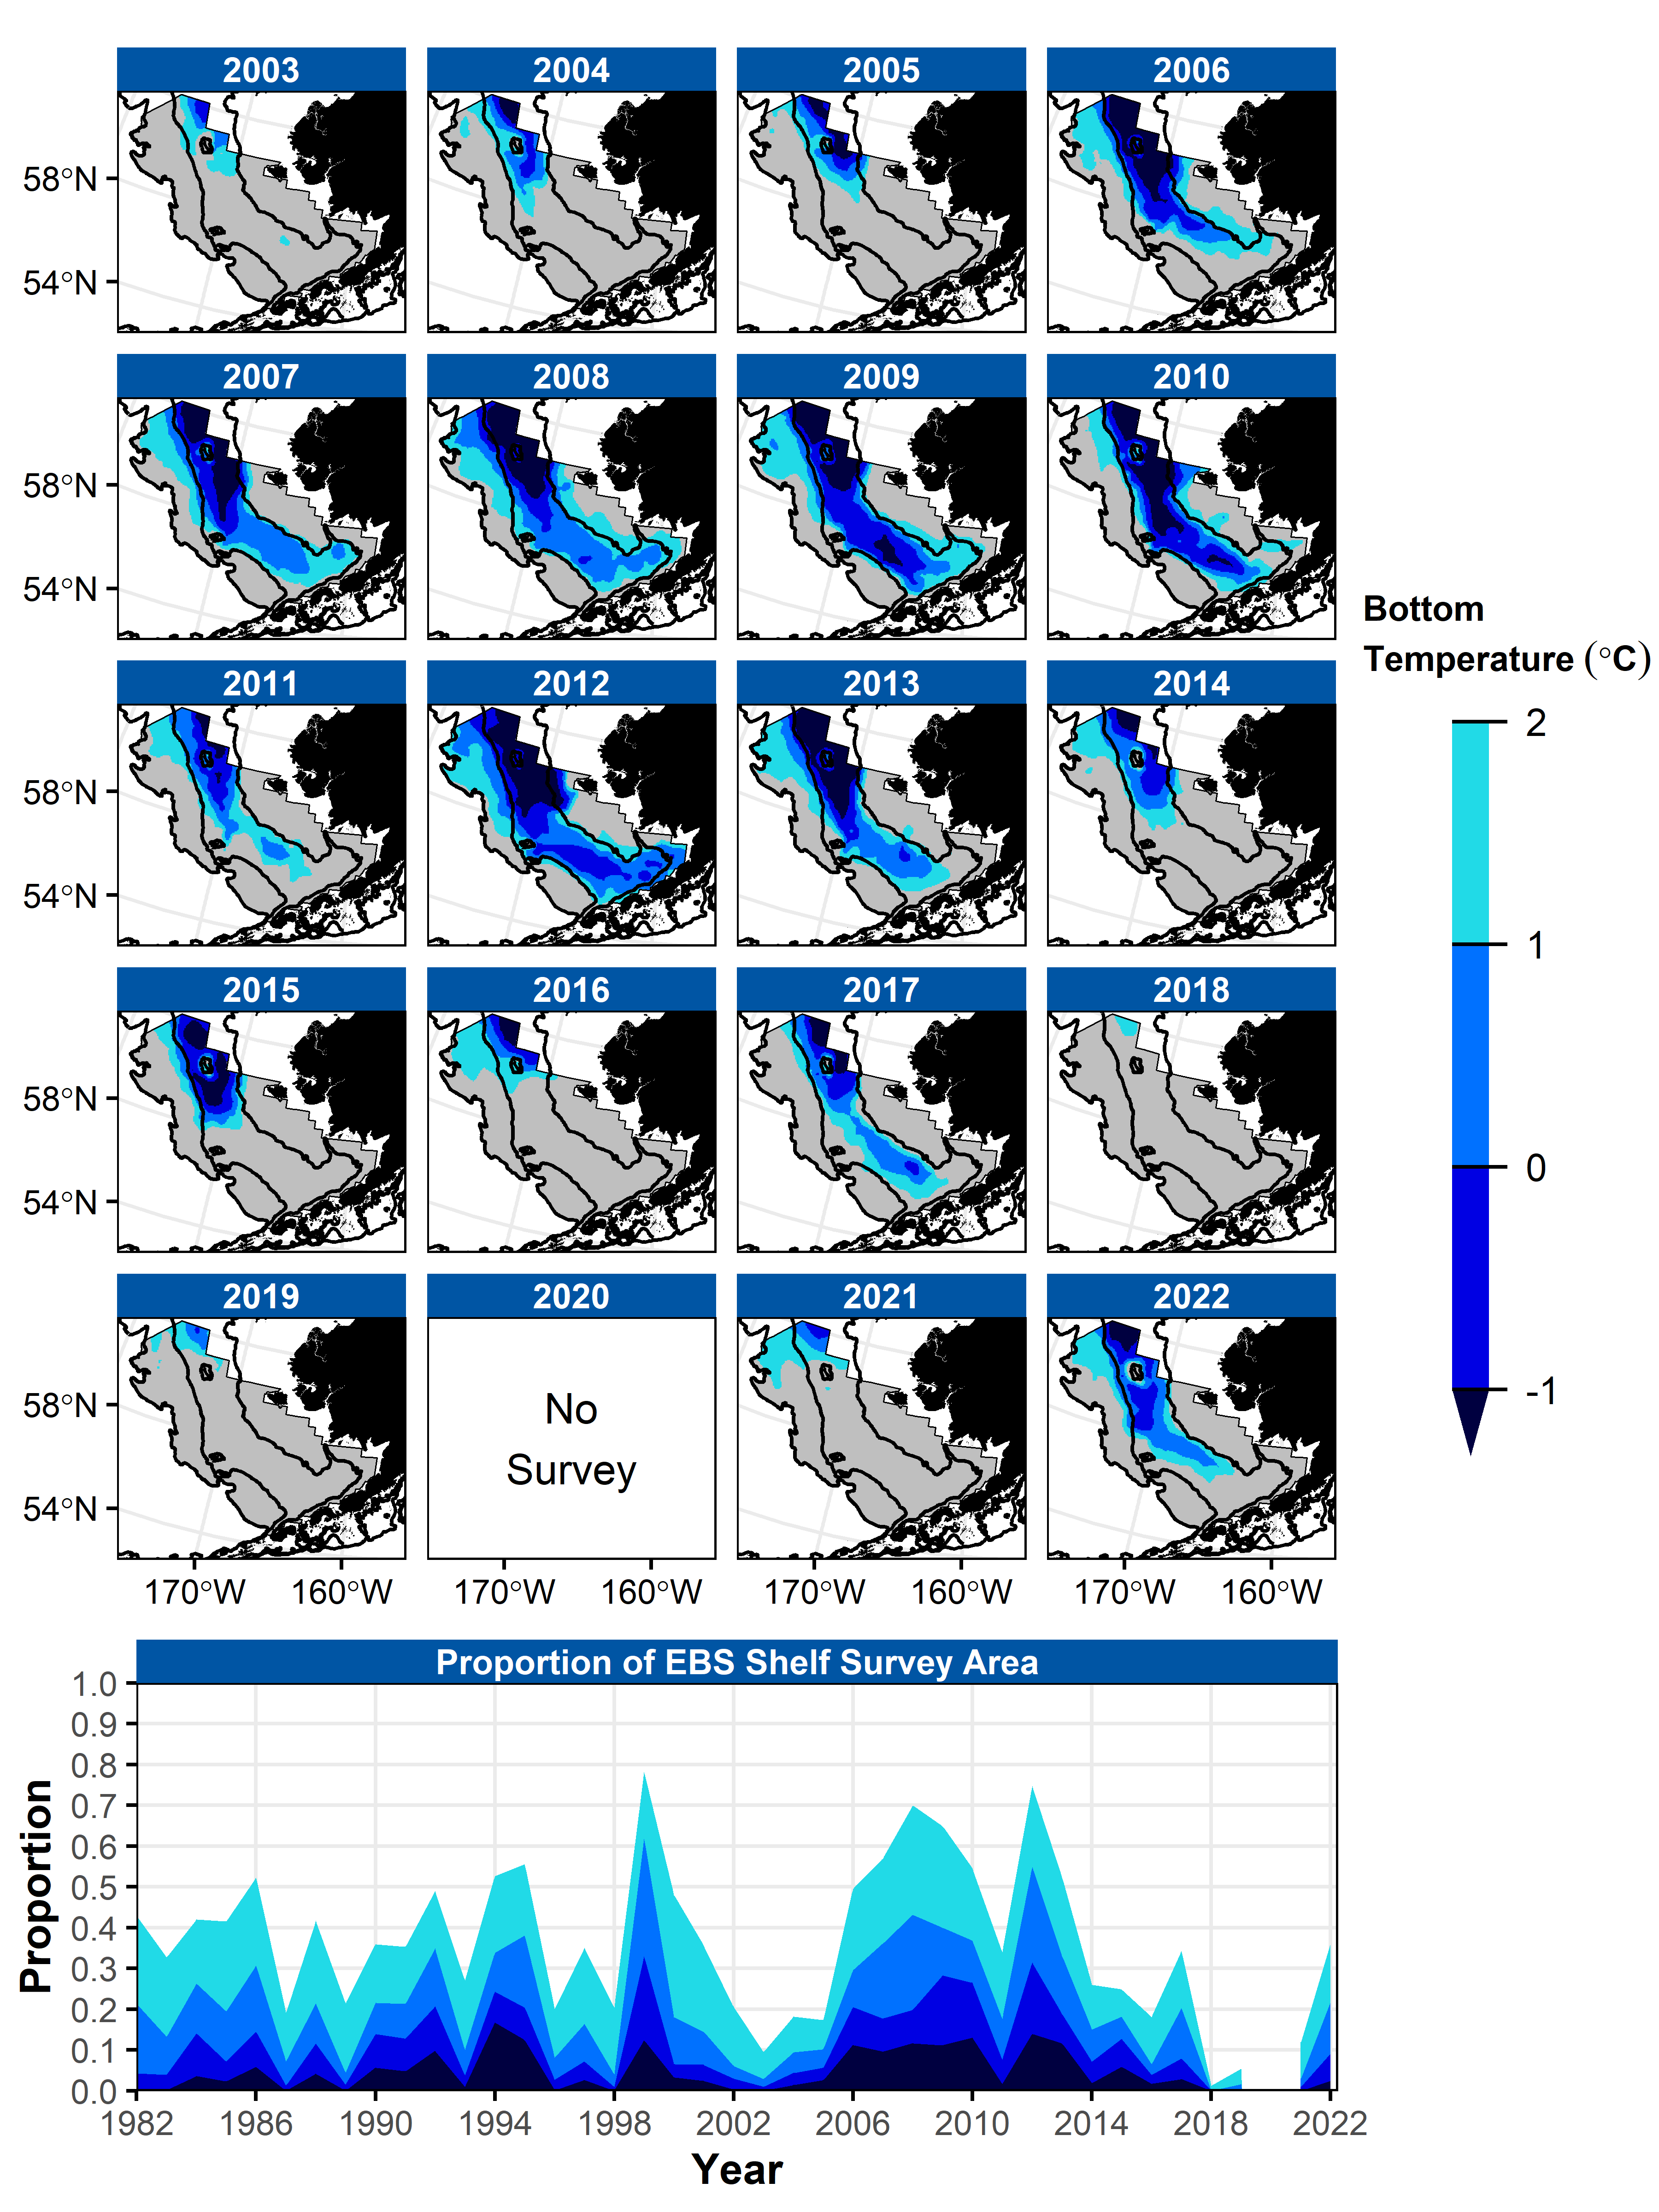 2003
2004
2005
2006
58°N
54°N
2007
2008
2009
2010
58°N
54°N
Bottom
Temperature (°C)
2011
2012
2013
2014
58°N
54°N
2
1
0
-1
2015
2016
2017
2018
58°N
54°N
2019
2020
2021
2022
58°N
54°N
No
Survey
170°W 160°W 170°W 160°W 170°W 160°W 170°W 160°W
Proportion of EBS Shelf Survey Area
Proportion
1.0
0.9
0.8
0.7
0.6
0.5
0.4
0.3
0.2
0.1
0.0
1982 1986 1990 1994 1998 2002 2006 2010 2014 2018 2022
Year